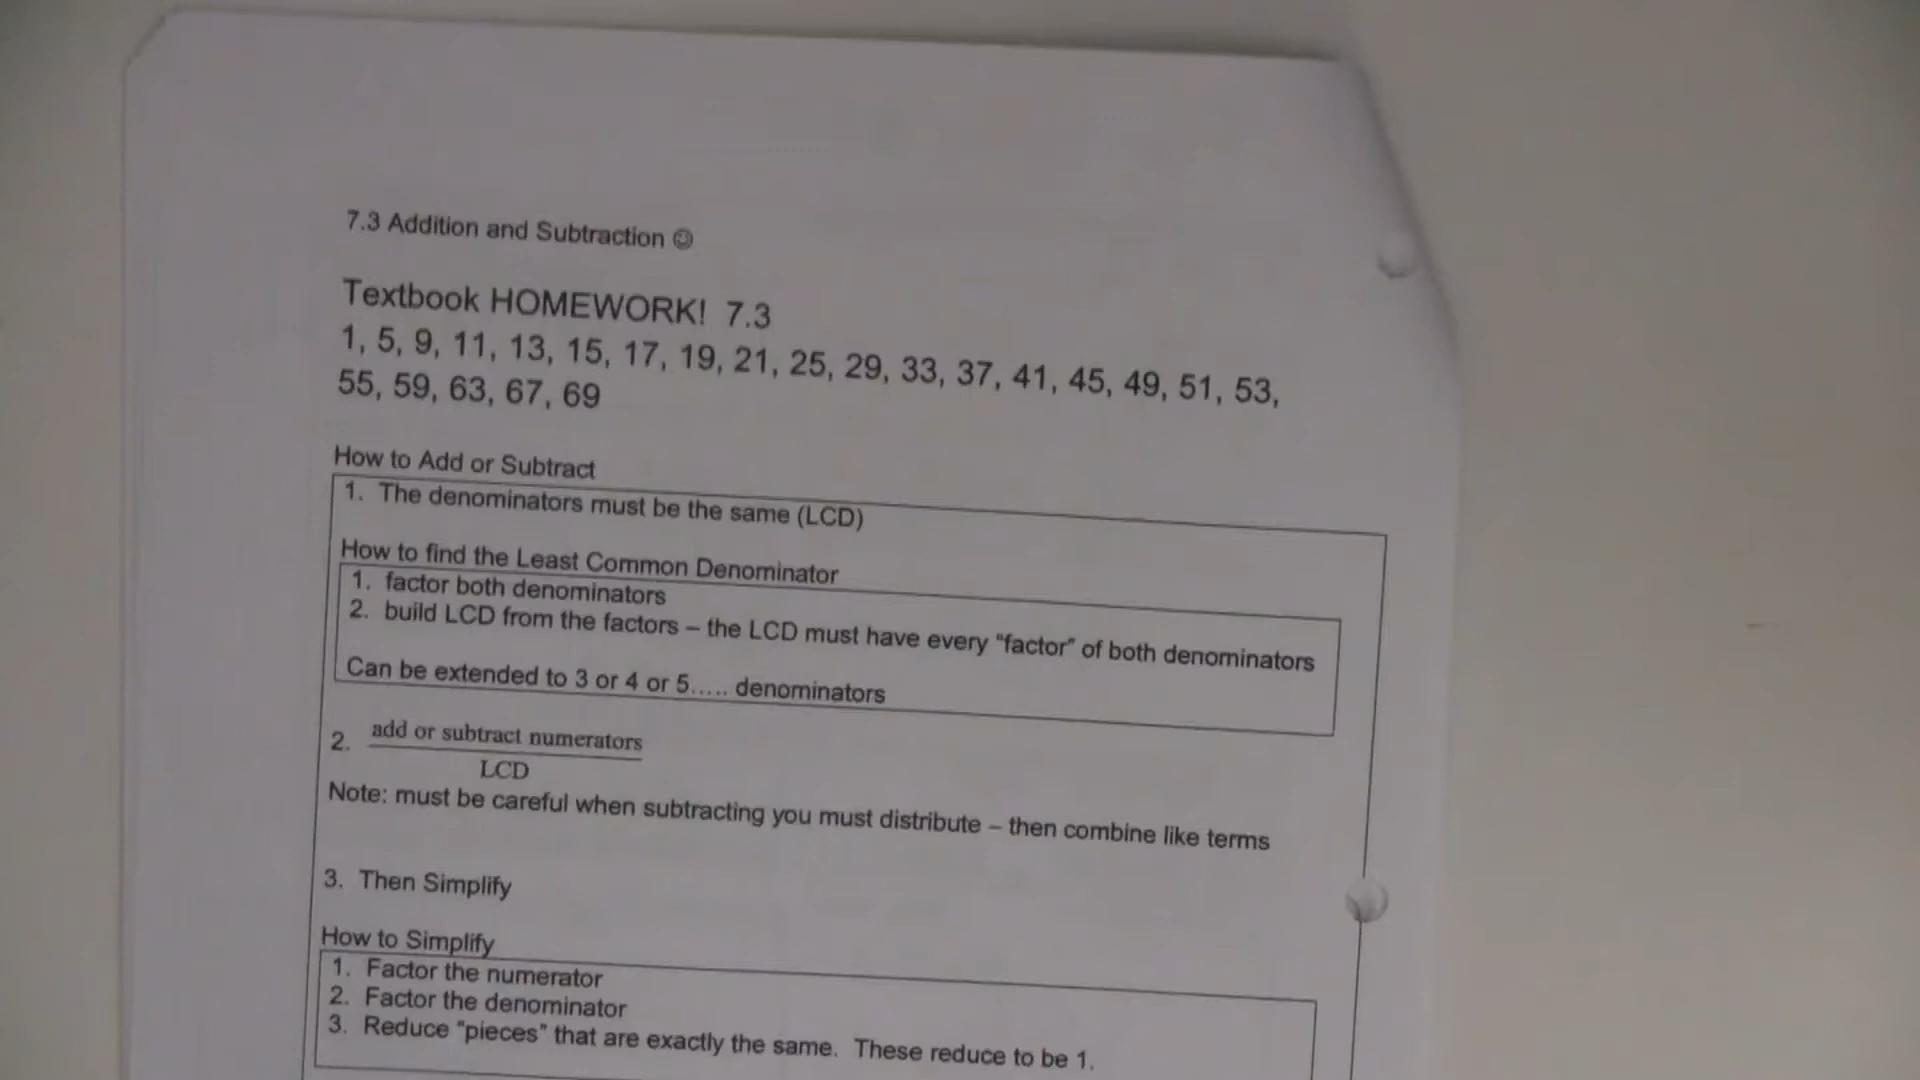 7.3 Addition and Subtraction ☺
Textbook HOMEWORK! 7.3
1, 5, 9, 11, 13, 15, 17, 19, 21, 25, 29, 33, 37, 41, 45, 49, 51, 53,
55, 59, 63, 67, 69
How to Add or Subtract
1. The denominators must be the same (LCD)
How to find the Least Common Denominator
1. factor both denominators
2. build LCD from the factors – the LCD must have every “factor” of both denominators
Can be extended to 3 or 4 or 5..... denominators
2. add or subtract numerators
LCD
Note: must be careful when subtracting you must distribute – then combine like terms
3. Then Simplify
How to Simplify
1. Factor the numerator
2. Factor the denominator
3. Reduce “pieces” that are exactly the same. These reduce to be 1.